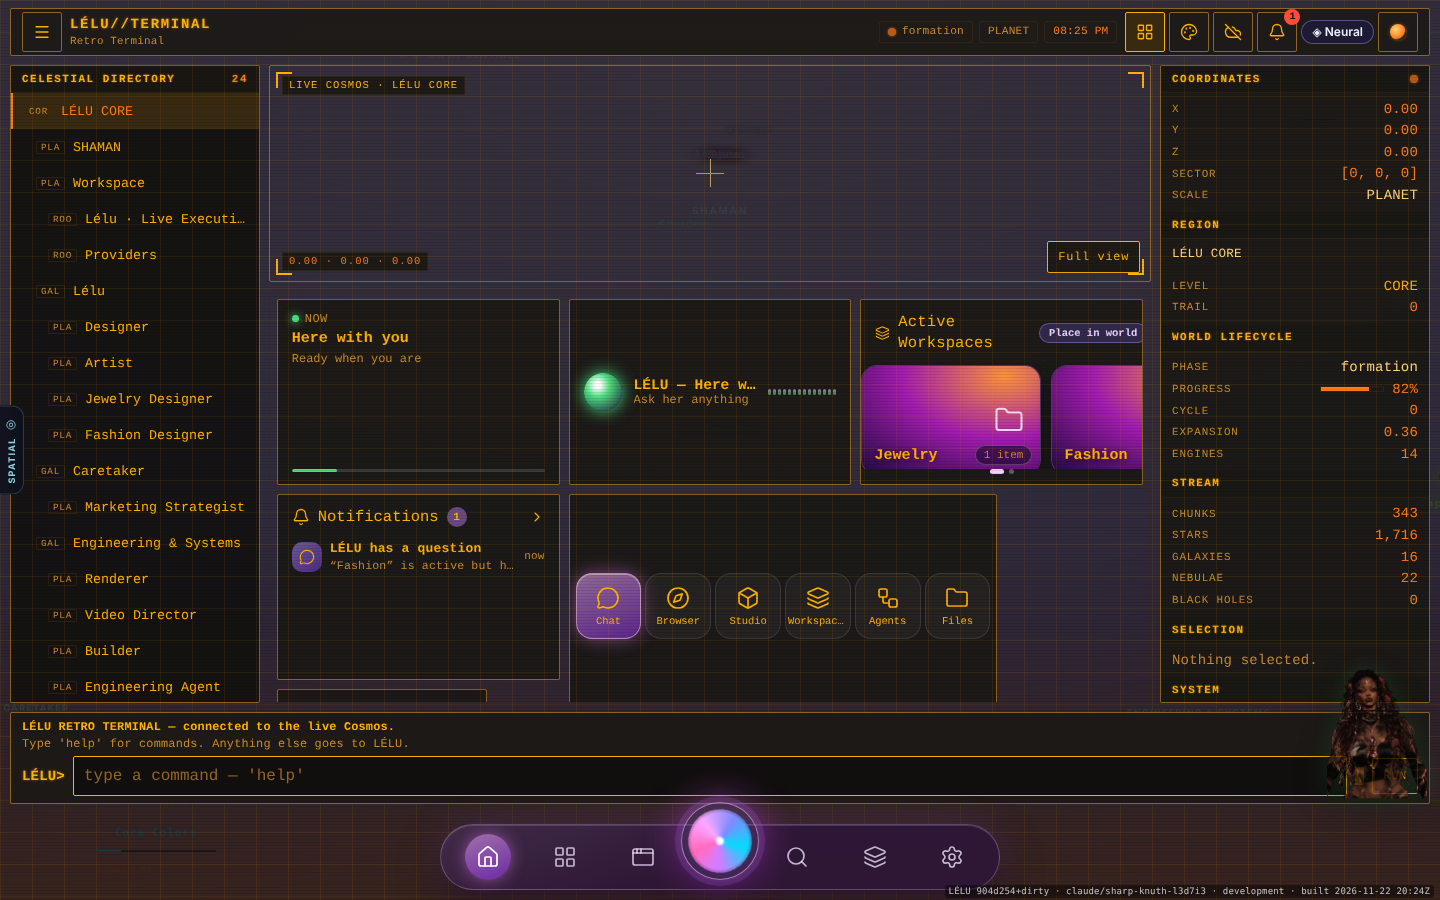 LÉLU//TERMINAL
Retro Terminal
formation
PLANET
08:25 PM
1
◈ Neural
CELESTIAL DIRECTORY 24
COR LÉLU CORE
PLA SHAMAN
PLA Workspace
ROO Lélu · Live Executi…
ROO Providers
GAL Lélu
PLA Designer
PLA Artist
PLA Jewelry Designer
PLA Fashion Designer
GAL Caretaker
PLA Marketing Strategist
GAL Engineering & Systems
PLA Renderer
PLA Video Director
PLA Builder
PLA Engineering Agent
SPATIAL ◎
LIVE COSMOS · LÉLU CORE
SHAMAN
0.00 · 0.00 · 0.00
Full view
NOW
Here with you
Ready when you are
LÉLU — Here w…
Ask her anything
Active
Workspaces
Place in world
Jewelry
1 item
Fashion
Notifications 1
LÉLU has a question
now
“Fashion” is active but h…
Chat
Browser
Studio
Workspac…
Agents
Files
COORDINATES
X 0.00
Y 0.00
Z 0.00
SECTOR [0, 0, 0]
SCALE PLANET
REGION
LÉLU CORE
LEVEL CORE
TRAIL 0
WORLD LIFECYCLE
PHASE formation
PROGRESS 82%
CYCLE 0
EXPANSION 0.36
ENGINES 14
STREAM
CHUNKS 343
STARS 1,716
GALAXIES 16
NEBULAE 22
BLACK HOLES 0
SELECTION
Nothing selected.
SYSTEM
CARETAKER
LÉLU RETRO TERMINAL — connected to the live Cosmos.
Type 'help' for commands. Anything else goes to LÉLU.
LÉLU> type a command — 'help'
LÉLU 904d254+dirty · claude/sharp-knuth-l3d7i3 · development · built 2026-11-22 20:24Z